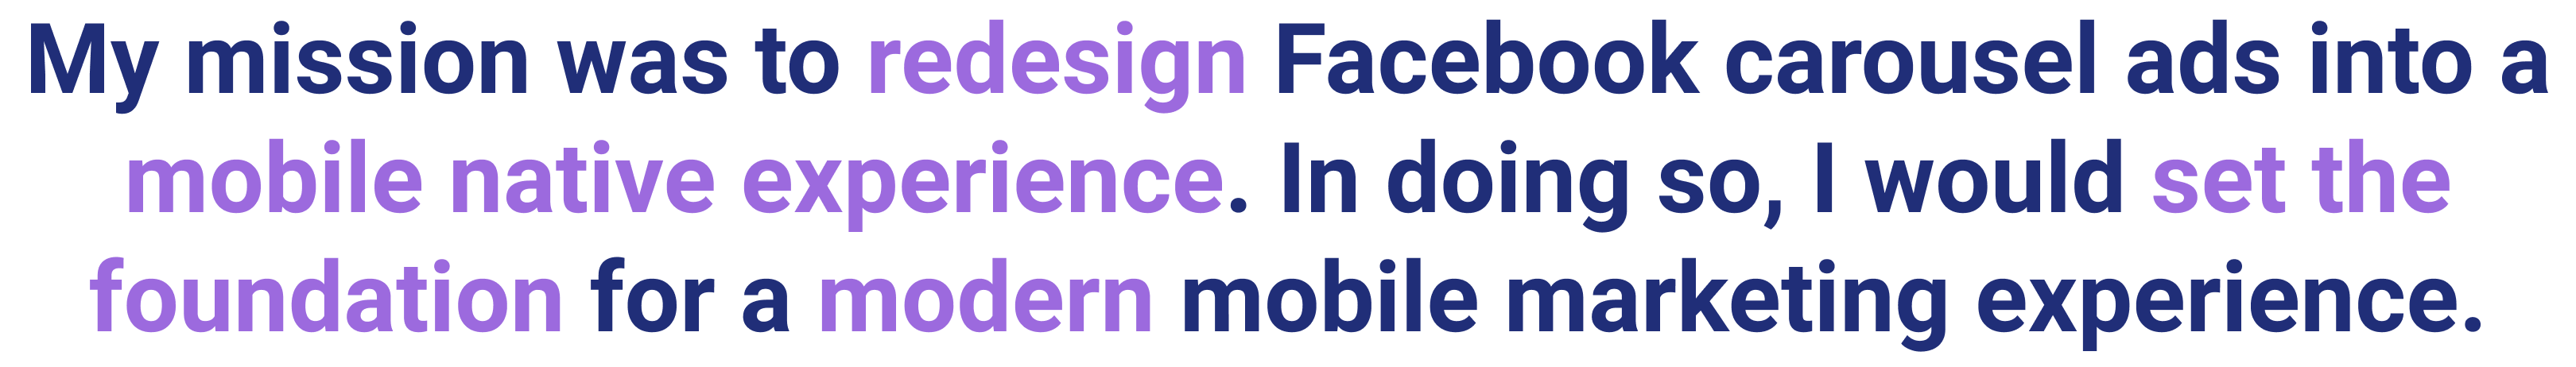 My mission was to redesign Facebook carousel ads into a
mobile native experience. In doing so, I would set the
foundation for a modern mobile marketing experience.